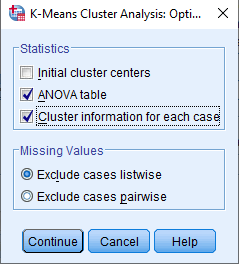 K-Means Cluster Analysis: Opti...
Statistics
Initial cluster centers
ANOVA table
Cluster information for each case
Missing Values
Exclude cases listwise
Exclude cases pairwise
Continue Cancel Help